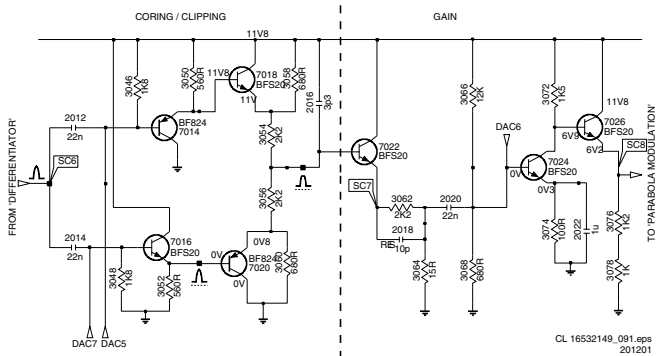 CORING / CLIPPING
GAIN
11V8
3046
1K8
3050
560R
11V8
7018
BFS20
11V
3058
680R
2016
3p3
3066
12K
3072
1K5
7026
BFS20
11V8
6V9
6V2
TO 'PARABOLA MODULATION'
FROM 'DIFFERENTIATOR'
2012
22n
SC6
BF824
7014
3054
2K2
DAC6
7022
BFS20
7024
BFS20
0V
0V3
SC8
3056
2K2
SC7
3062
2K2
2020
22n
2018
10p
3064
15R
3068
680R
3074
100R
2022
1u
3076
1K2
3078
1K
2014
22n
7016
BFS20
0V8
0V
BF824
7020
0V
680R
3048
1K8
3052
560R
DAC7
DAC5
CL 16532149_091.eps
201201